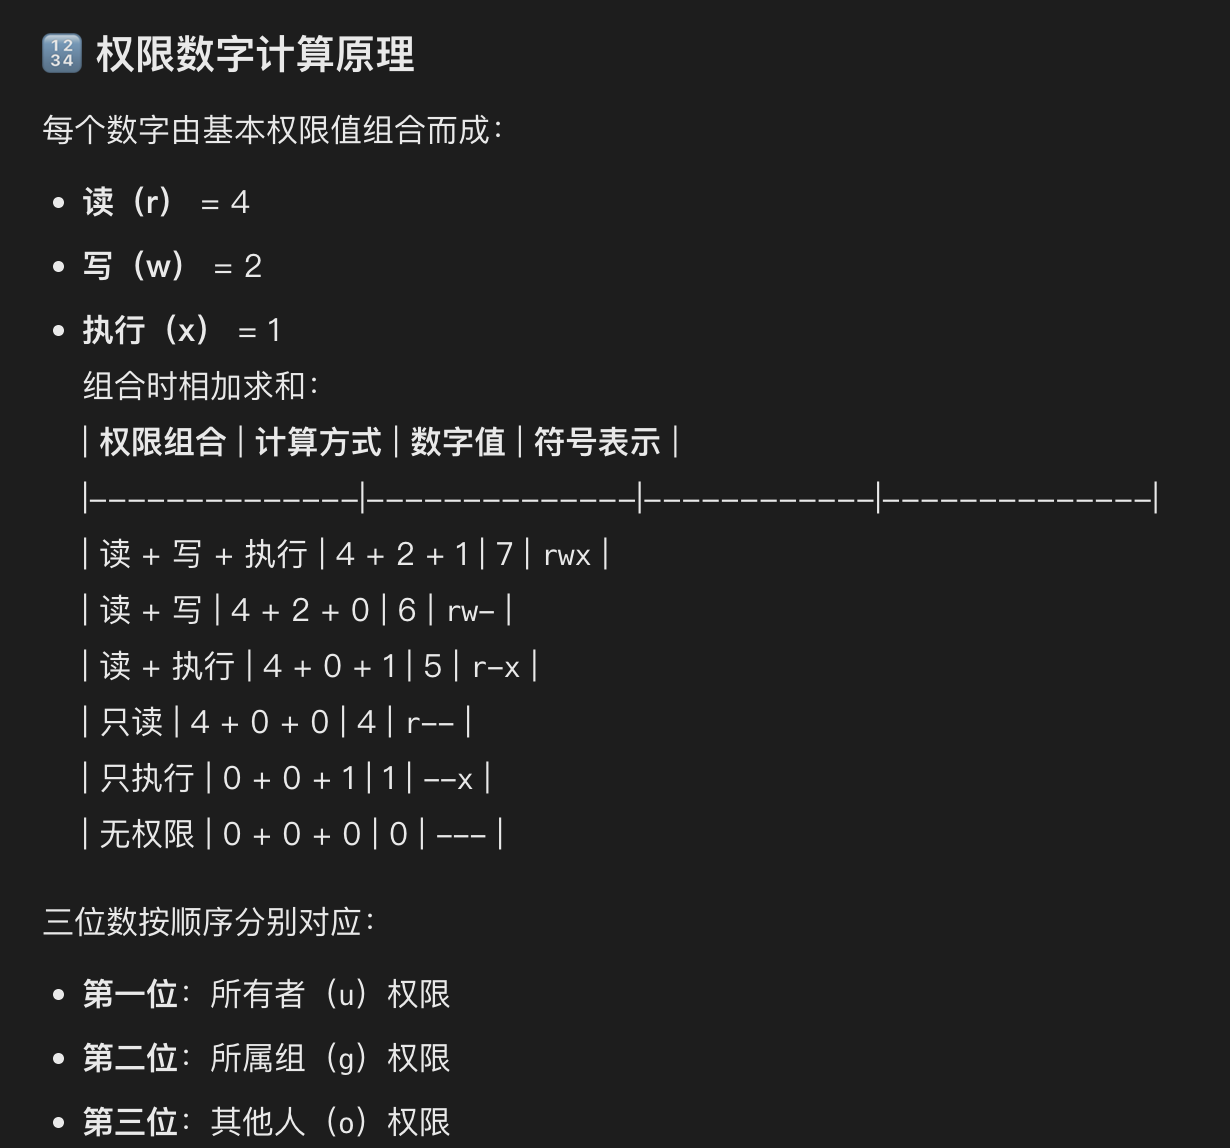 🔢 权限数字计算原理
每个数字由基本权限值组合而成：
• 读（r） = 4
• 写（w） = 2
• 执行（x） = 1
组合时相加求和：
| 权限组合 | 计算方式 | 数字值 | 符号表示 |
|--------------|--------------|------------|--------------|
| 读 + 写 + 执行 | 4 + 2 + 1 | 7 | rwx |
| 读 + 写 | 4 + 2 + 0 | 6 | rw- |
| 读 + 执行 | 4 + 0 + 1 | 5 | r-x |
| 只读 | 4 + 0 + 0 | 4 | r-- |
| 只执行 | 0 + 0 + 1 | 1 | --x |
| 无权限 | 0 + 0 + 0 | 0 | --- |
三位数按顺序分别对应：
• 第一位：所有者（u）权限
• 第二位：所属组（g）权限
• 第三位：其他人（o）权限